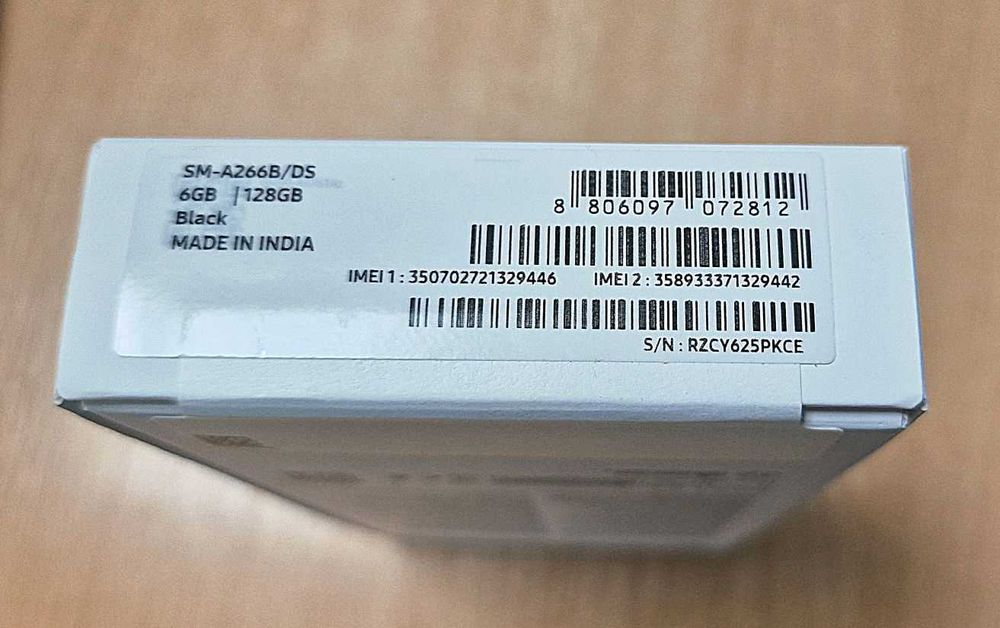 SM-A266B/DS
6GB | 128GB
Black
MADE IN INDIA
8 806097 072812
IMEI 1 : 350702721329446 IMEI 2 : 358933371329442
S/N : RZCY625PKCE